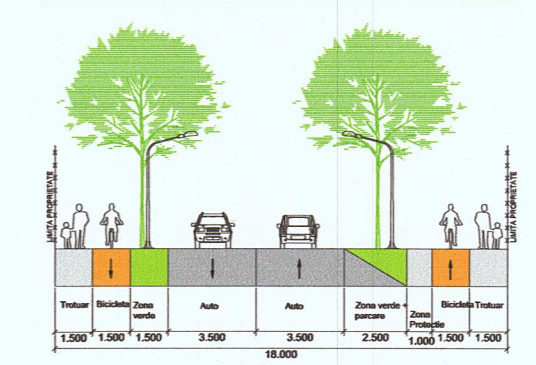 LIMITA PROPRIETATE
LIMITA PROPRIETATE
Trotuar
Bicicleta
Zona
verde
Auto
Auto
Zona verde +
parcare
Zona
Protectie
Bicicleta
Trotuar
1.500
1.500
1.500
3.500
3.500
2.500
1.000
1.500
1.500
18.000